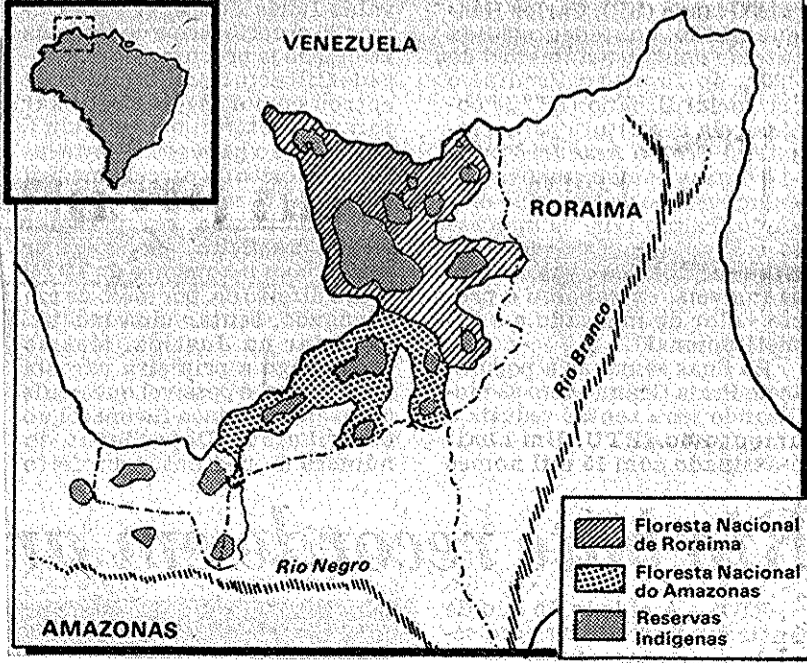 VENEZUELA
RORAIMA
Rio Branco
Rio Negro
AMAZONAS
Floresta Nacional
de Roraima
Floresta Nacional
do Amazonas
Reservas
Indígenas